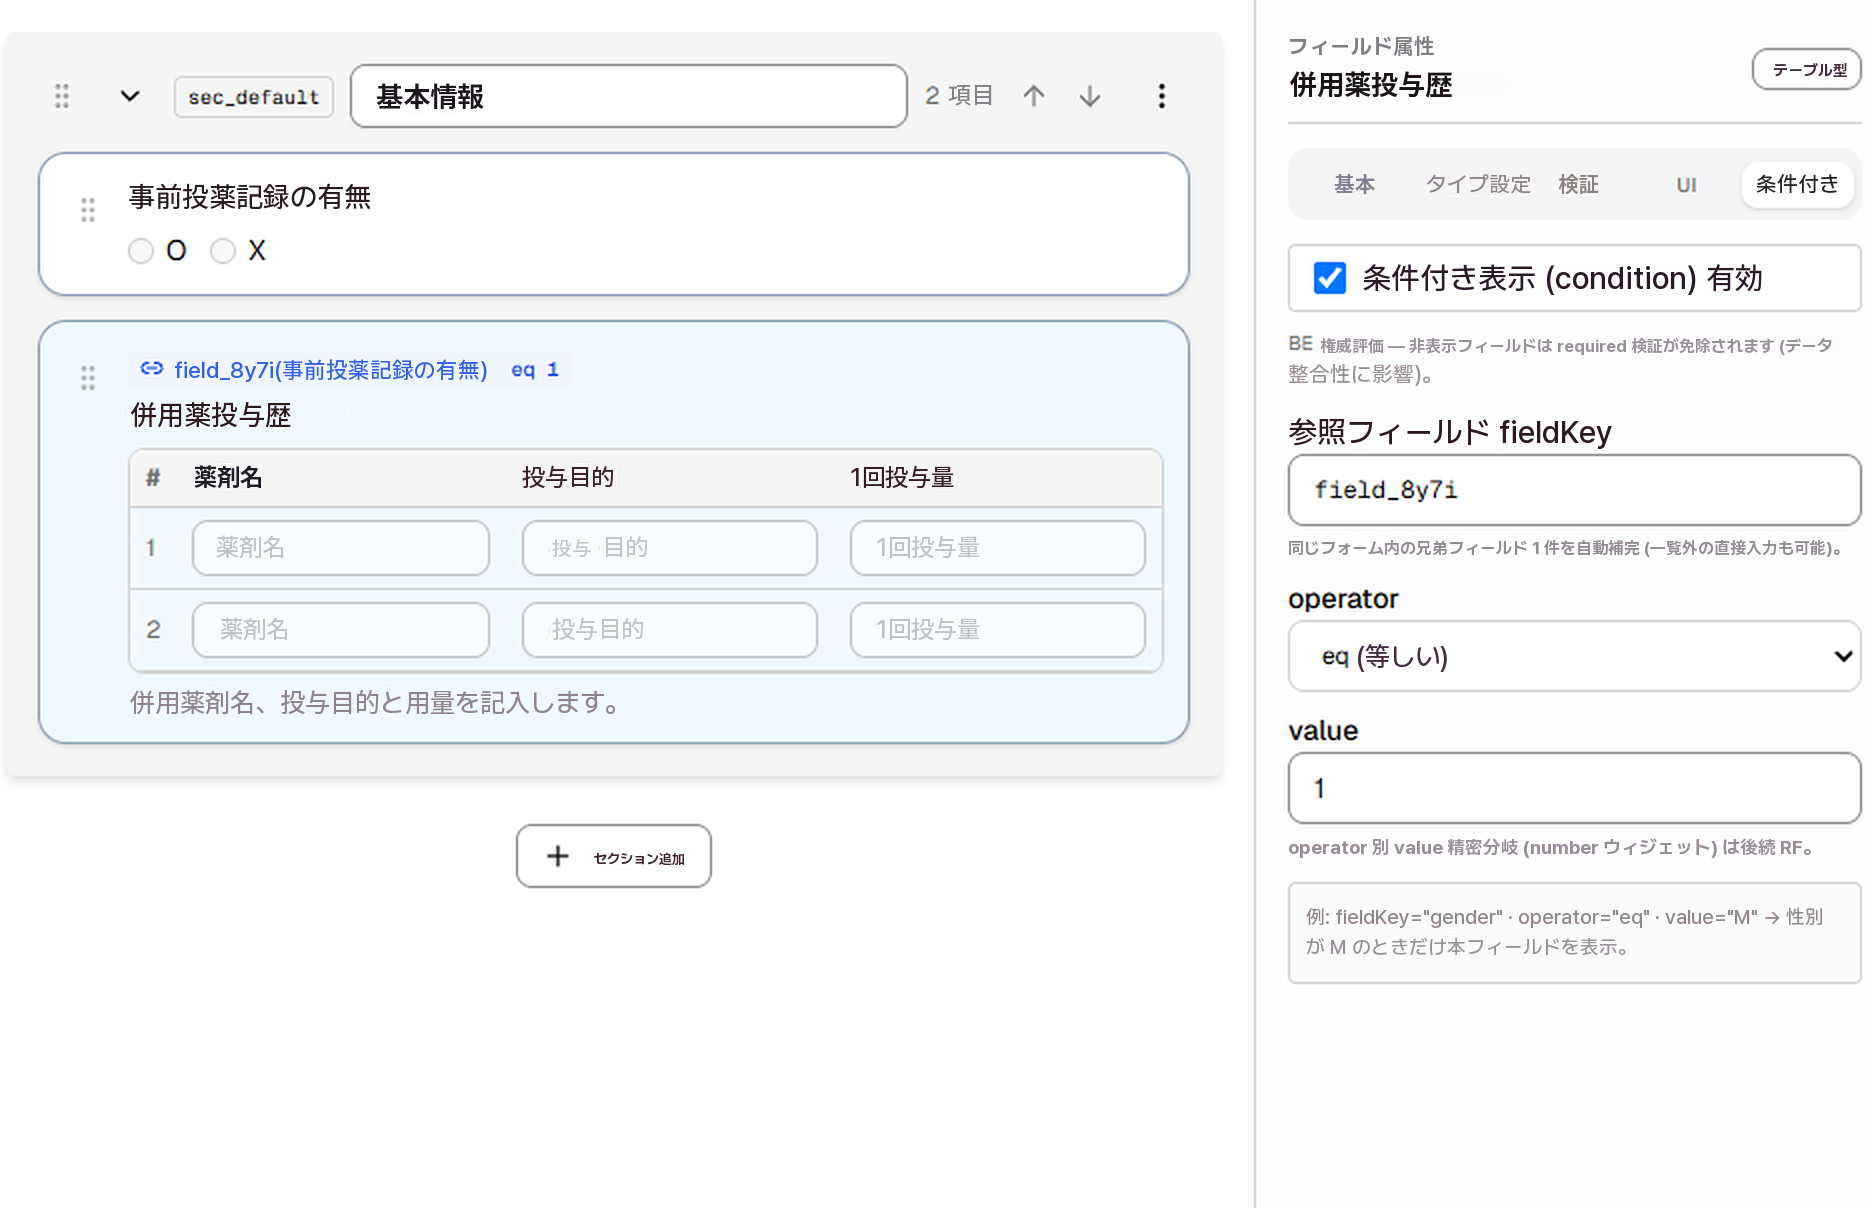 sec_default 基本情報 2 項目
事前投薬記録の有無
O X
field_8y7i(事前投薬記録の有無) eq 1
併用薬投与歴
# 薬剤名 投与目的 1回投与量
1 薬剤名 投与 目的 1回投与量
2 薬剤名 投与目的 1回投与量
併用薬剤名、投与目的と用量を記入します。
+ セクション追加
フィールド属性
併用薬投与歴
テーブル型
基本 タイプ設定 検証 UI 条件付き
条件付き表示 (condition) 有効
BE 権威評価 — 非表示フィールドは required 検証が免除されます (データ
整合性に影響)。
参照フィールド fieldKey
field_8y7i
同じフォーム内の兄弟フィールド 1 件を自動補完 (一覧外の直接入力も可能)。
operator
eq (等しい)
value
1
operator 別 value 精密分岐 (number ウィジェット) は後続 RF。
例: fieldKey="gender" · operator="eq" · value="M" → 性別
が M のときだけ本フィールドを表示。